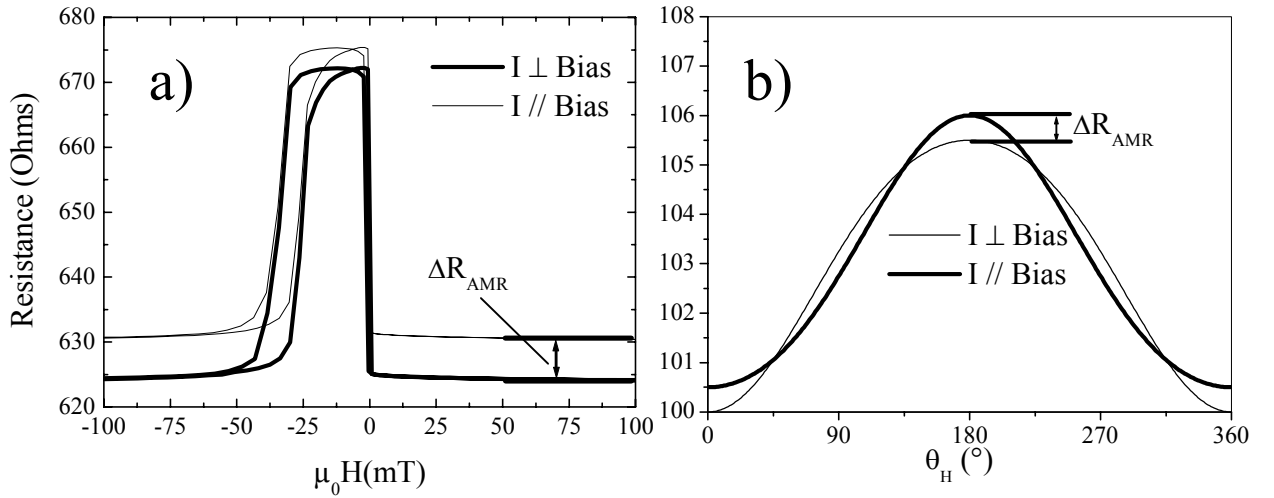 a)
I ⊥ Bias
I // Bias
ΔR_AMR
Resistance (Ohms)
680
670
660
650
640
630
620
-100
-75
-50
-25
0
25
50
75
100
μ₀H(mT)
b)
ΔR_AMR
I ⊥ Bias
I // Bias
108
107
106
105
104
103
102
101
100
0
90
180
270
360
θ_H (°)